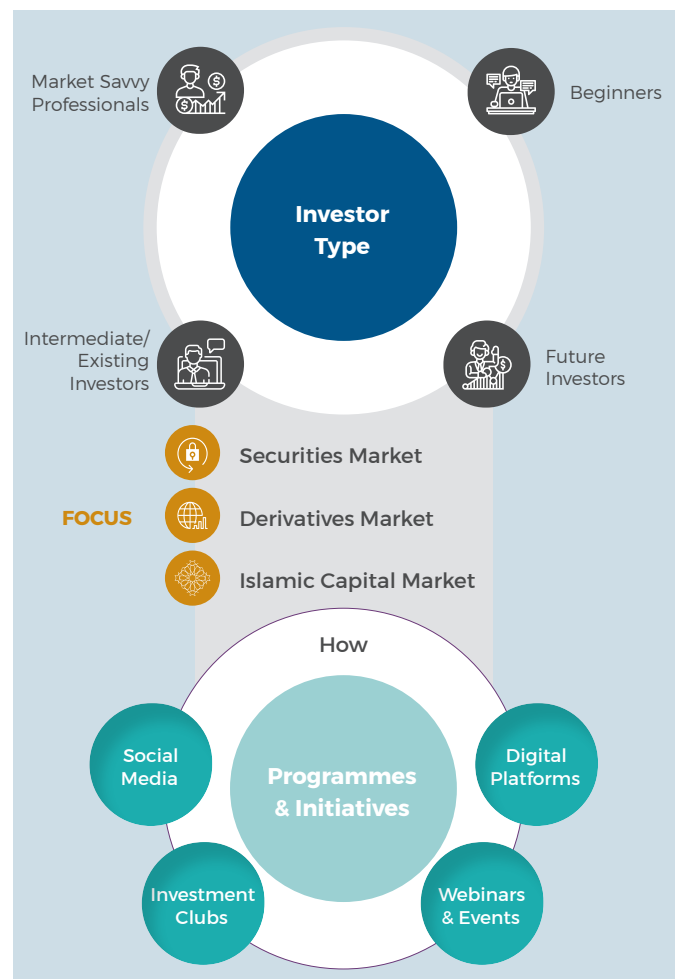 Market Savvy
Professionals
Beginners
Investor
Type
Intermediate/
Existing
Investors
Future
Investors
Securities Market
FOCUS
Derivatives Market
Islamic Capital Market
How
Social
Media
Digital
Platforms
Programmes
& Initiatives
Investment
Clubs
Webinars
& Events